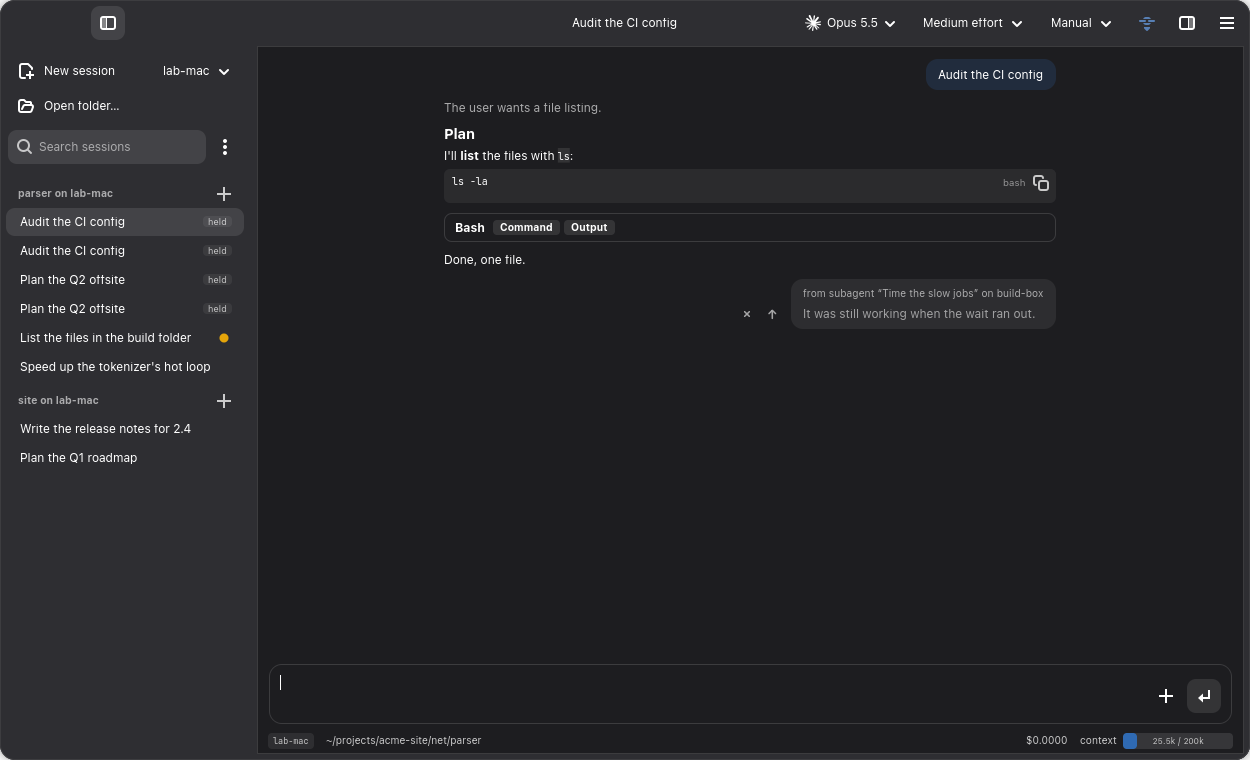 Audit the CI config
Opus 5.5
Medium effort
Manual
New session
lab-mac
Open folder...
Search sessions
parser on lab-mac
Audit the CI config
held
Audit the CI config
held
Plan the Q2 offsite
held
Plan the Q2 offsite
held
List the files in the build folder
Speed up the tokenizer's hot loop
site on lab-mac
Write the release notes for 2.4
Plan the Q1 roadmap
Audit the CI config
The user wants a file listing.
Plan
I'll list the files with ls:
ls -la
bash
Bash
Command
Output
Done, one file.
from subagent “Time the slow jobs” on build-box
It was still working when the wait ran out.
lab-mac
~/projects/acme-site/net/parser
$0.0000
context
25.5k / 200k